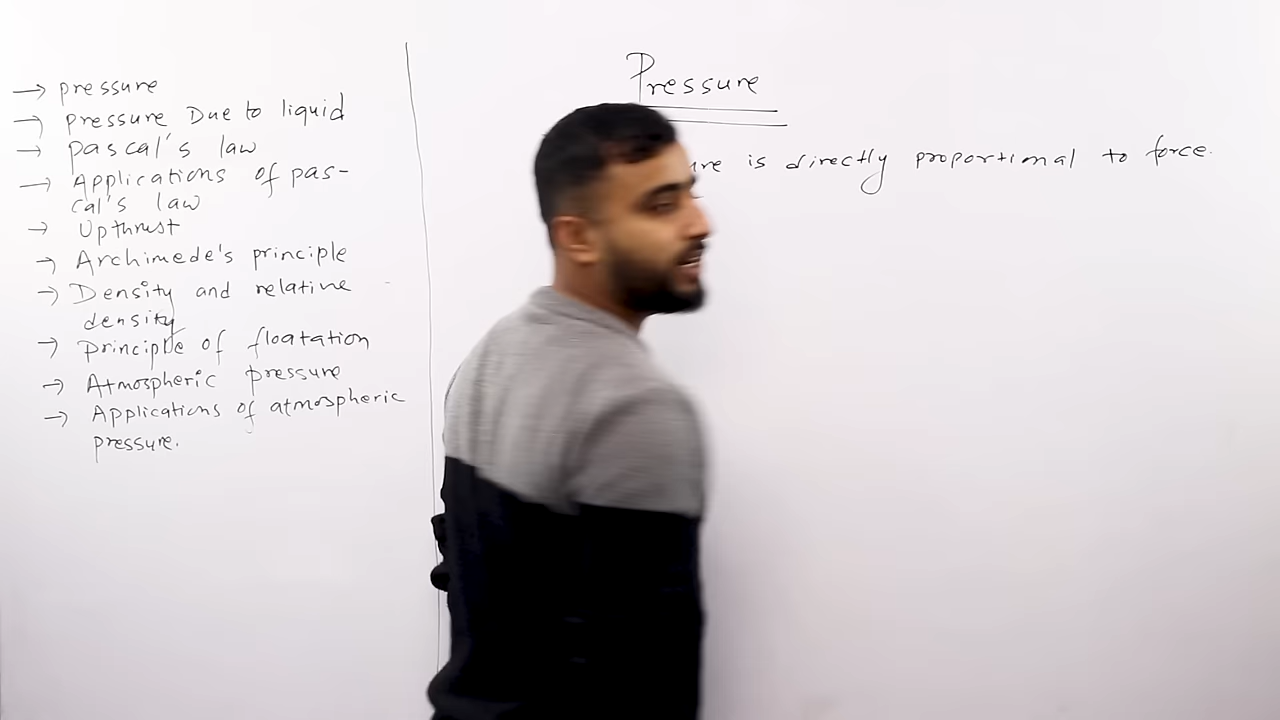 → pressure
→ pressure Due to liquid
→ pascal's law
→ Applications of pas-
cal's law
→ Upthrust
→ Archimede's principle
→ Density and relative
density
→ principle of floatation
→ Atmospheric pressure
→ Applications of atmospheric
pressure.
Pressure
is directly proportional to force.